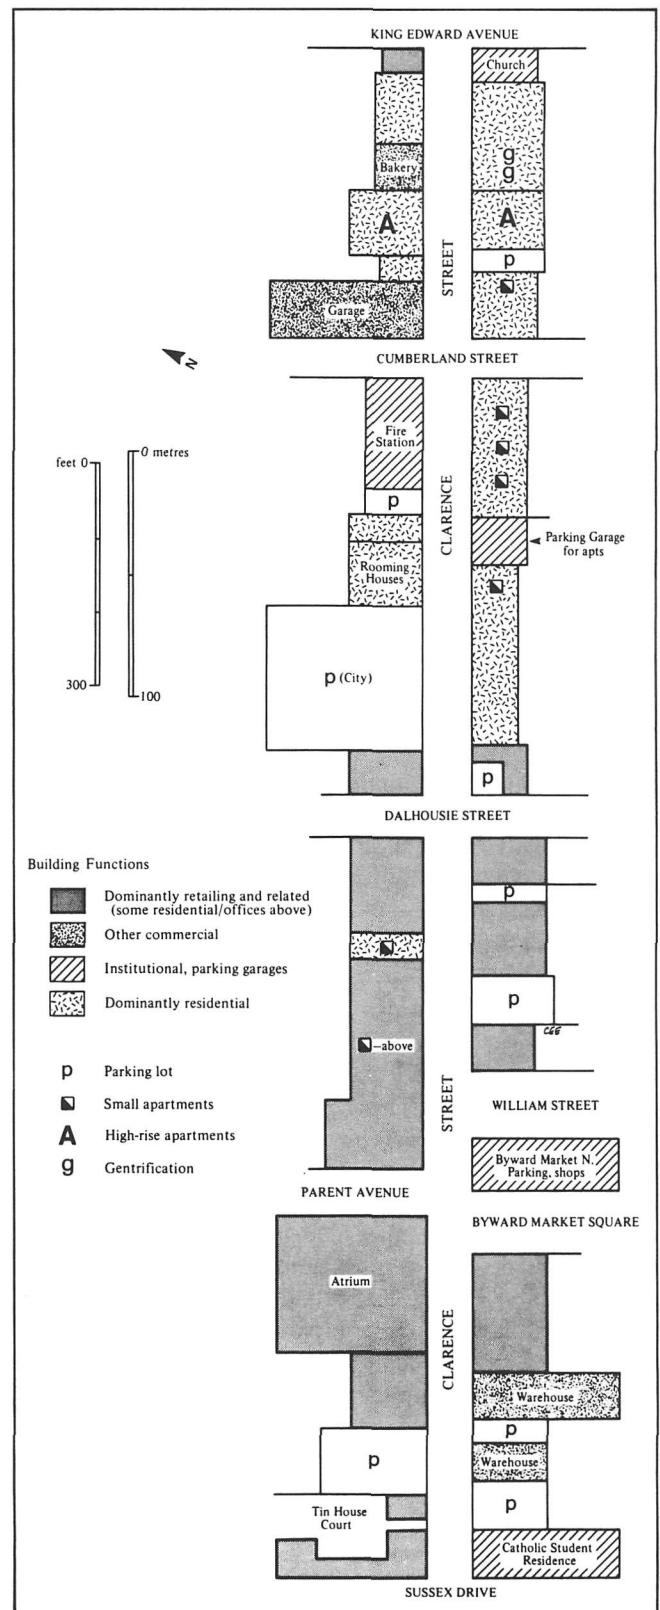 KING EDWARD AVENUE
Church
g
g
Bakery
A
A
p
STREET
Garage
CUMBERLAND STREET
N
Fire
Station
feet 0
0 metres
p
CLARENCE
Parking Garage
for apts
Rooming
Houses
p (City)
300
100
p
DALHOUSIE STREET
Building Functions
Dominantly retailing and related
(some residential/offices above)
Other commercial
Institutional, parking garages
Dominantly residential
p
Parking lot
Small apartments
A
High-rise apartments
g
Gentrification
p
p
CGE
–above
STREET
WILLIAM STREET
Byward Market N.
Parking, shops
PARENT AVENUE
BYWARD MARKET SQUARE
Atrium
CLARENCE
Warehouse
p
p
Warehouse
Tin House
Court
p
Catholic Student
Residence
SUSSEX DRIVE